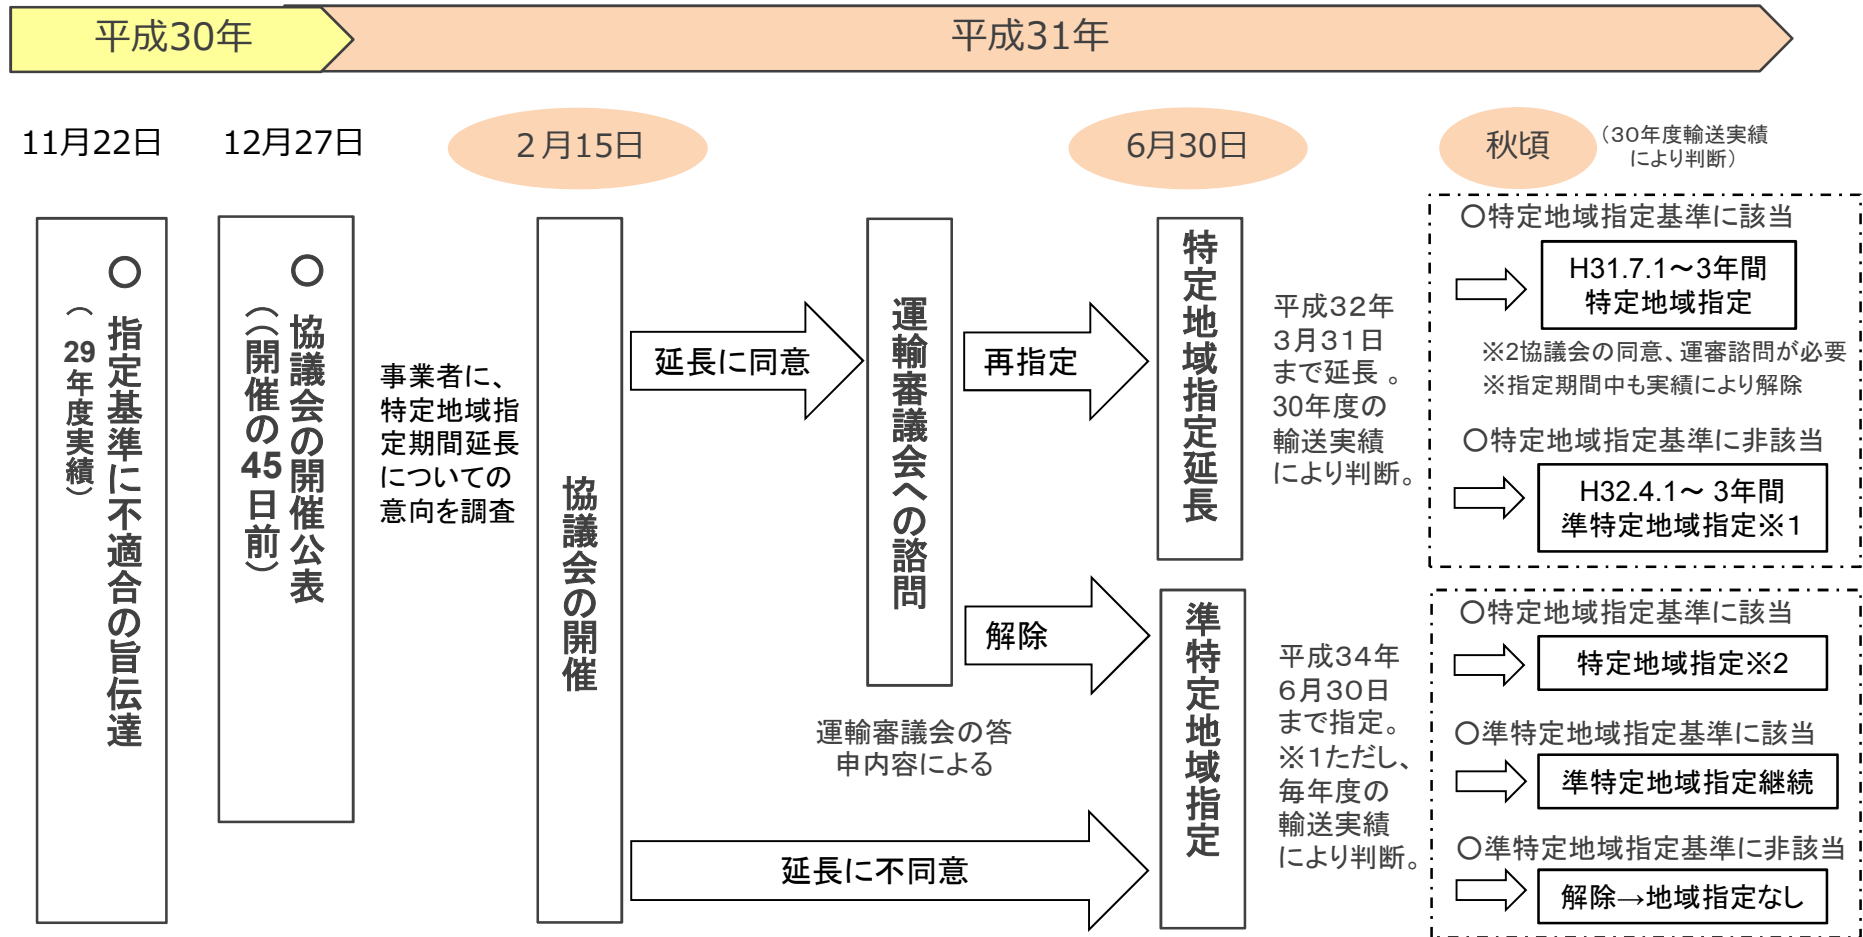 平成30年
平成31年
11月22日
12月27日
2月15日
6月30日
秋頃
（30年度輸送実績
により判断）
〇 指定基準に不適合の旨伝達
（29年度実績）
〇 協議会の開催公表
（（開催の45日前）
事業者に、
特定地域指
定期間延長
についての
意向を調査
協議会の開催
延長に同意
延長に不同意
運輸審議会への諮問
運輸審議会の答
申内容による
再指定
解除
特定地域指定延長
準特定地域指定
平成32年
3月31日
まで延長 。
30年度の
輸送実績
により判断。
平成34年
6月30日
まで指定。
※1ただし、
毎年度の
輸送実績
により判断。
〇特定地域指定基準に該当
H31.7.1～3年間
特定地域指定
※2協議会の同意、運審諮問が必要
※指定期間中も実績により解除
〇特定地域指定基準に非該当
H32.4.1～ 3年間
準特定地域指定※1
〇特定地域指定基準に該当
特定地域指定※2
〇準特定地域指定基準に該当
準特定地域指定継続
〇準特定地域指定基準に非該当
解除→地域指定なし